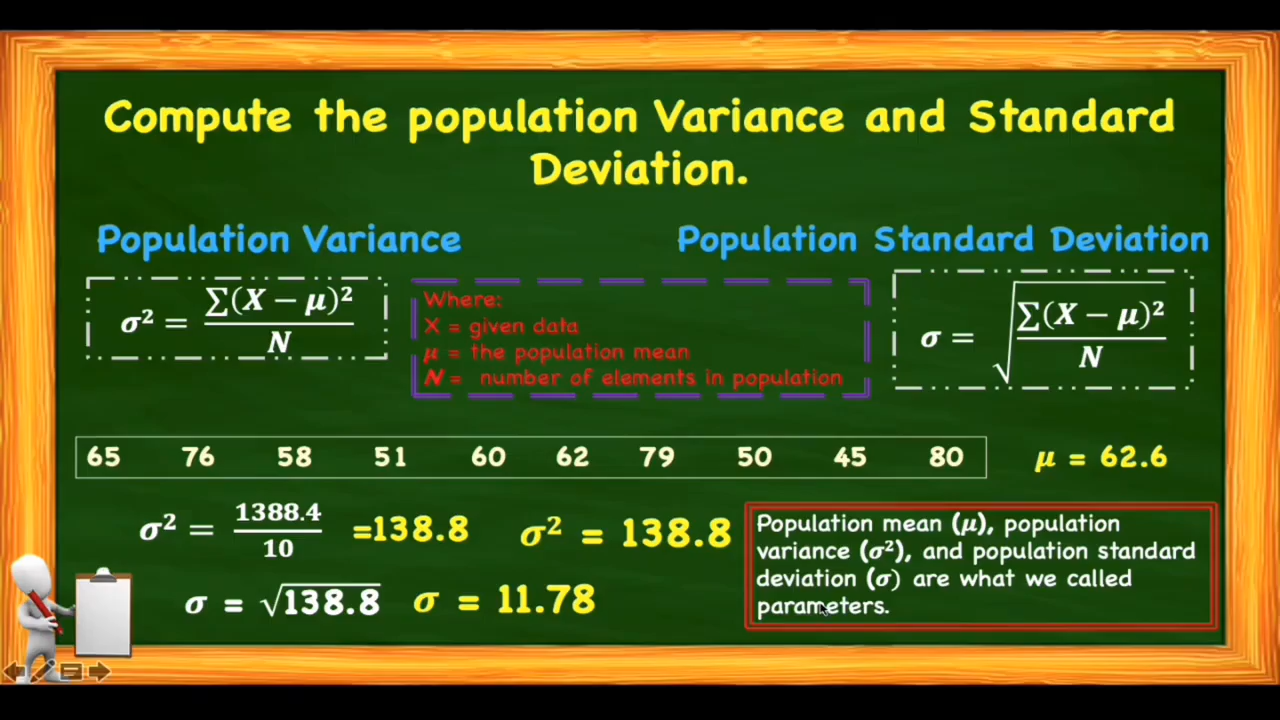 Compute the population Variance and Standard
Deviation.
Population Variance
Population Standard Deviation
σ² = ∑(X − μ)² / N
Where:
X = given data
μ = the population mean
N = number of elements in population
σ = √(∑(X − μ)² / N)
65 76 58 51 60 62 79 50 45 80
μ = 62.6
σ² = 1388.4 / 10 =138.8 σ² = 138.8
σ = √138.8 σ = 11.78
Population mean (μ), population
variance (σ²), and population standard
deviation (σ) are what we called
parameters.